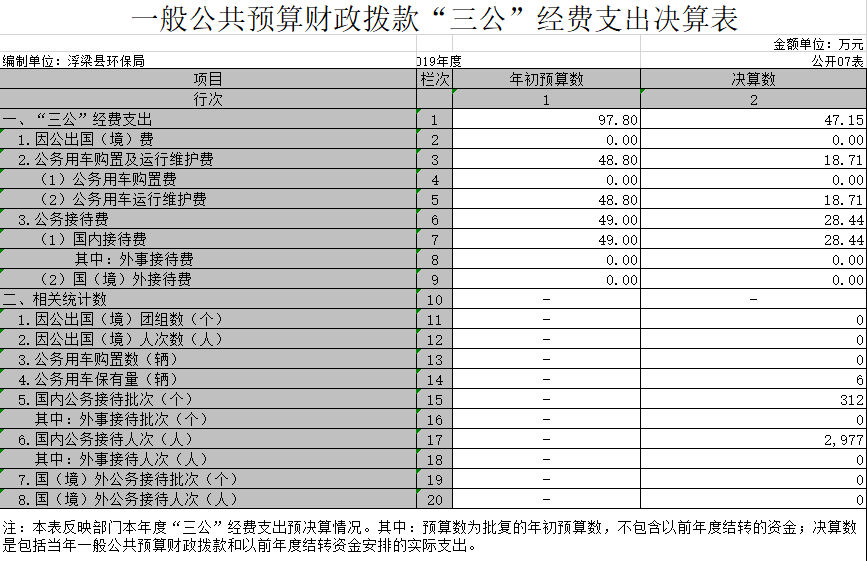 一般公共预算财政拨款“三公”经费支出决算表
金额单位：万元
编制单位：浮梁县环保局 019年度 公开07表
项目 栏次 年初预算数 决算数
行次 1 2
一、“三公”经费支出 1 97.80 47.15
1.因公出国（境）费 2 0.00 0.00
2.公务用车购置及运行维护费 3 48.80 18.71
（1）公务用车购置费 4 0.00 0.00
（2）公务用车运行维护费 5 48.80 18.71
3.公务接待费 6 49.00 28.44
（1）国内接待费 7 49.00 28.44
其中：外事接待费 8 0.00 0.00
（2）国（境）外接待费 9 0.00 0.00
二、相关统计数 10 — —
1.因公出国（境）团组数（个） 11 — 0
2.因公出国（境）人次数（人） 12 — 0
3.公务用车购置数（辆） 13 — 0
4.公务用车保有量（辆） 14 — 6
5.国内公务接待批次（个） 15 — 312
其中：外事接待批次（个） 16 — 0
6.国内公务接待人次（人） 17 — 2,977
其中：外事接待人次（人） 18 — 0
7.国（境）外公务接待批次（个） 19 — 0
8.国（境）外公务接待人次（人） 20 — 0
注：本表反映部门本年度“三公”经费支出预决算情况。其中：预算数为批复的年初预算数，不包含以前年度结转的资金；决算数
是包括当年一般公共预算财政拨款和以前年度结转资金安排的实际支出。